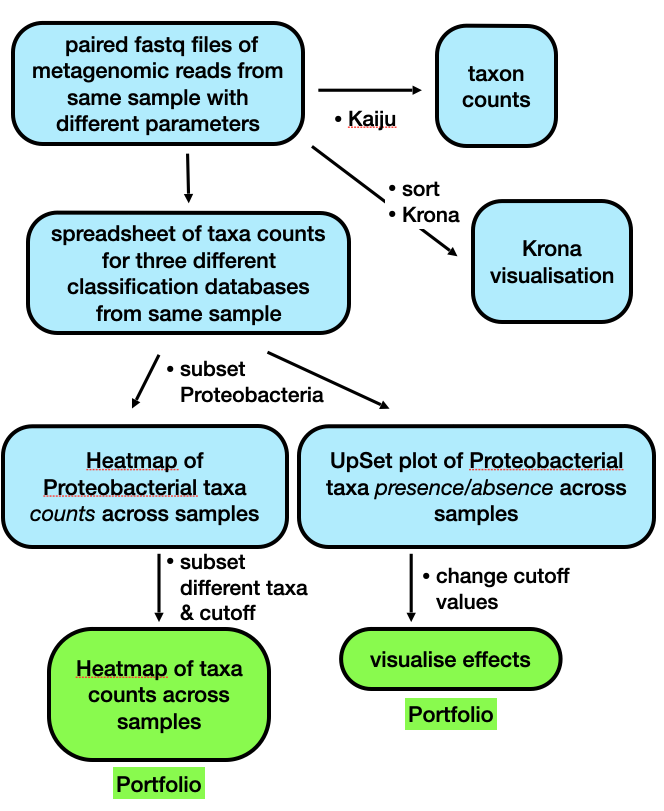 paired fastq files of
metagenomic reads from
same sample with
different parameters
• Kaiju
taxon
counts
• sort
• Krona
Krona
visualisation
spreadsheet of taxa counts
for three different
classification databases
from same sample
• subset
Proteobacteria
Heatmap of
Proteobacterial taxa
counts across samples
UpSet plot of Proteobacterial
taxa presence/absence across
samples
• subset
different taxa
& cutoff
• change cutoff
values
Heatmap of taxa
counts across
samples
Portfolio
visualise effects
Portfolio